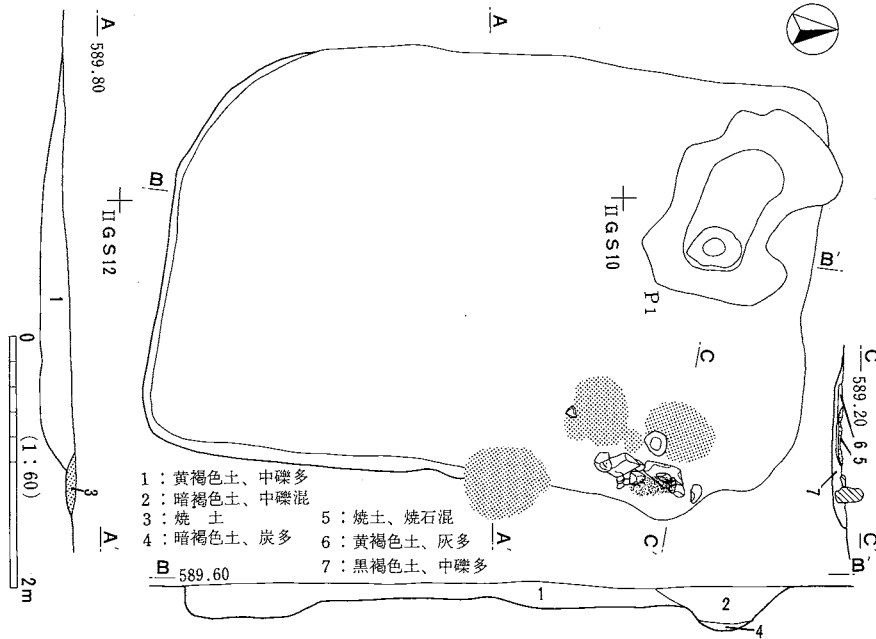 A
589.80
A
B
ⅡGS12
ⅡGS10
B'
P1
C
C
589.20
6 5
7
1
0
(1:60)
2m
3
A'
A'
C'
C'
1：黄褐色土、中礫多
2：暗褐色土、中礫混
3：焼　土
4：暗褐色土、炭多
5：焼土、焼石混
6：黄褐色土、灰多
7：黒褐色土、中礫多
B 589.60
B'
1
2
4